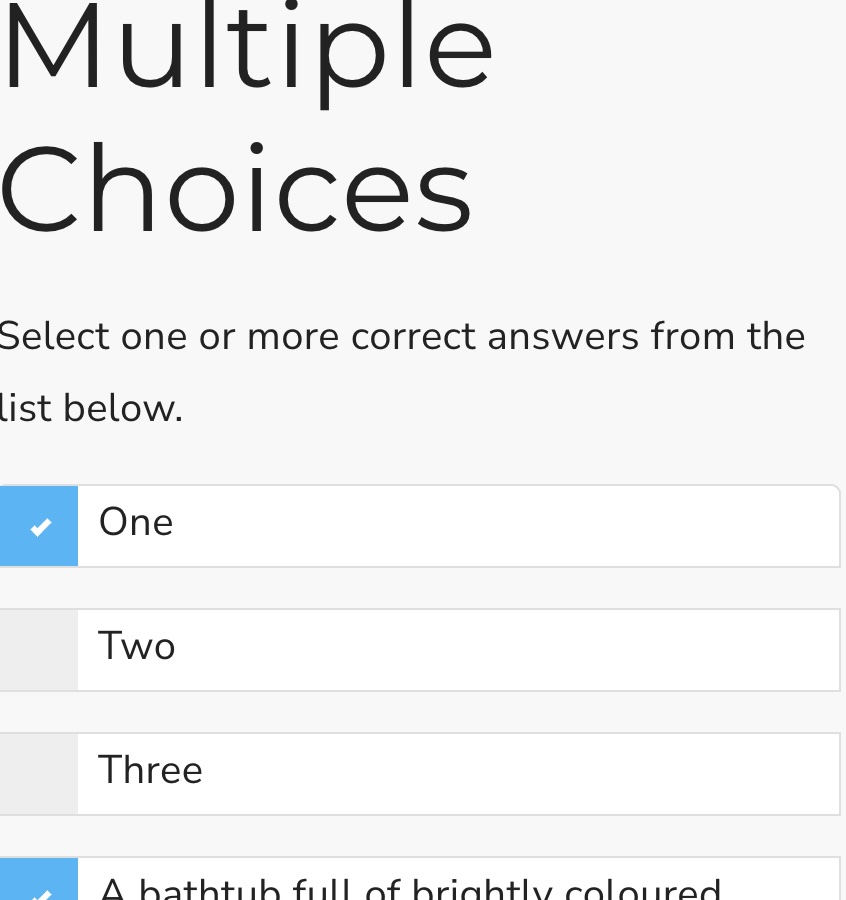 Multiple
Choices
Select one or more correct answers from the
list below.
One
Two
Three
A bathtub full of brightly coloured